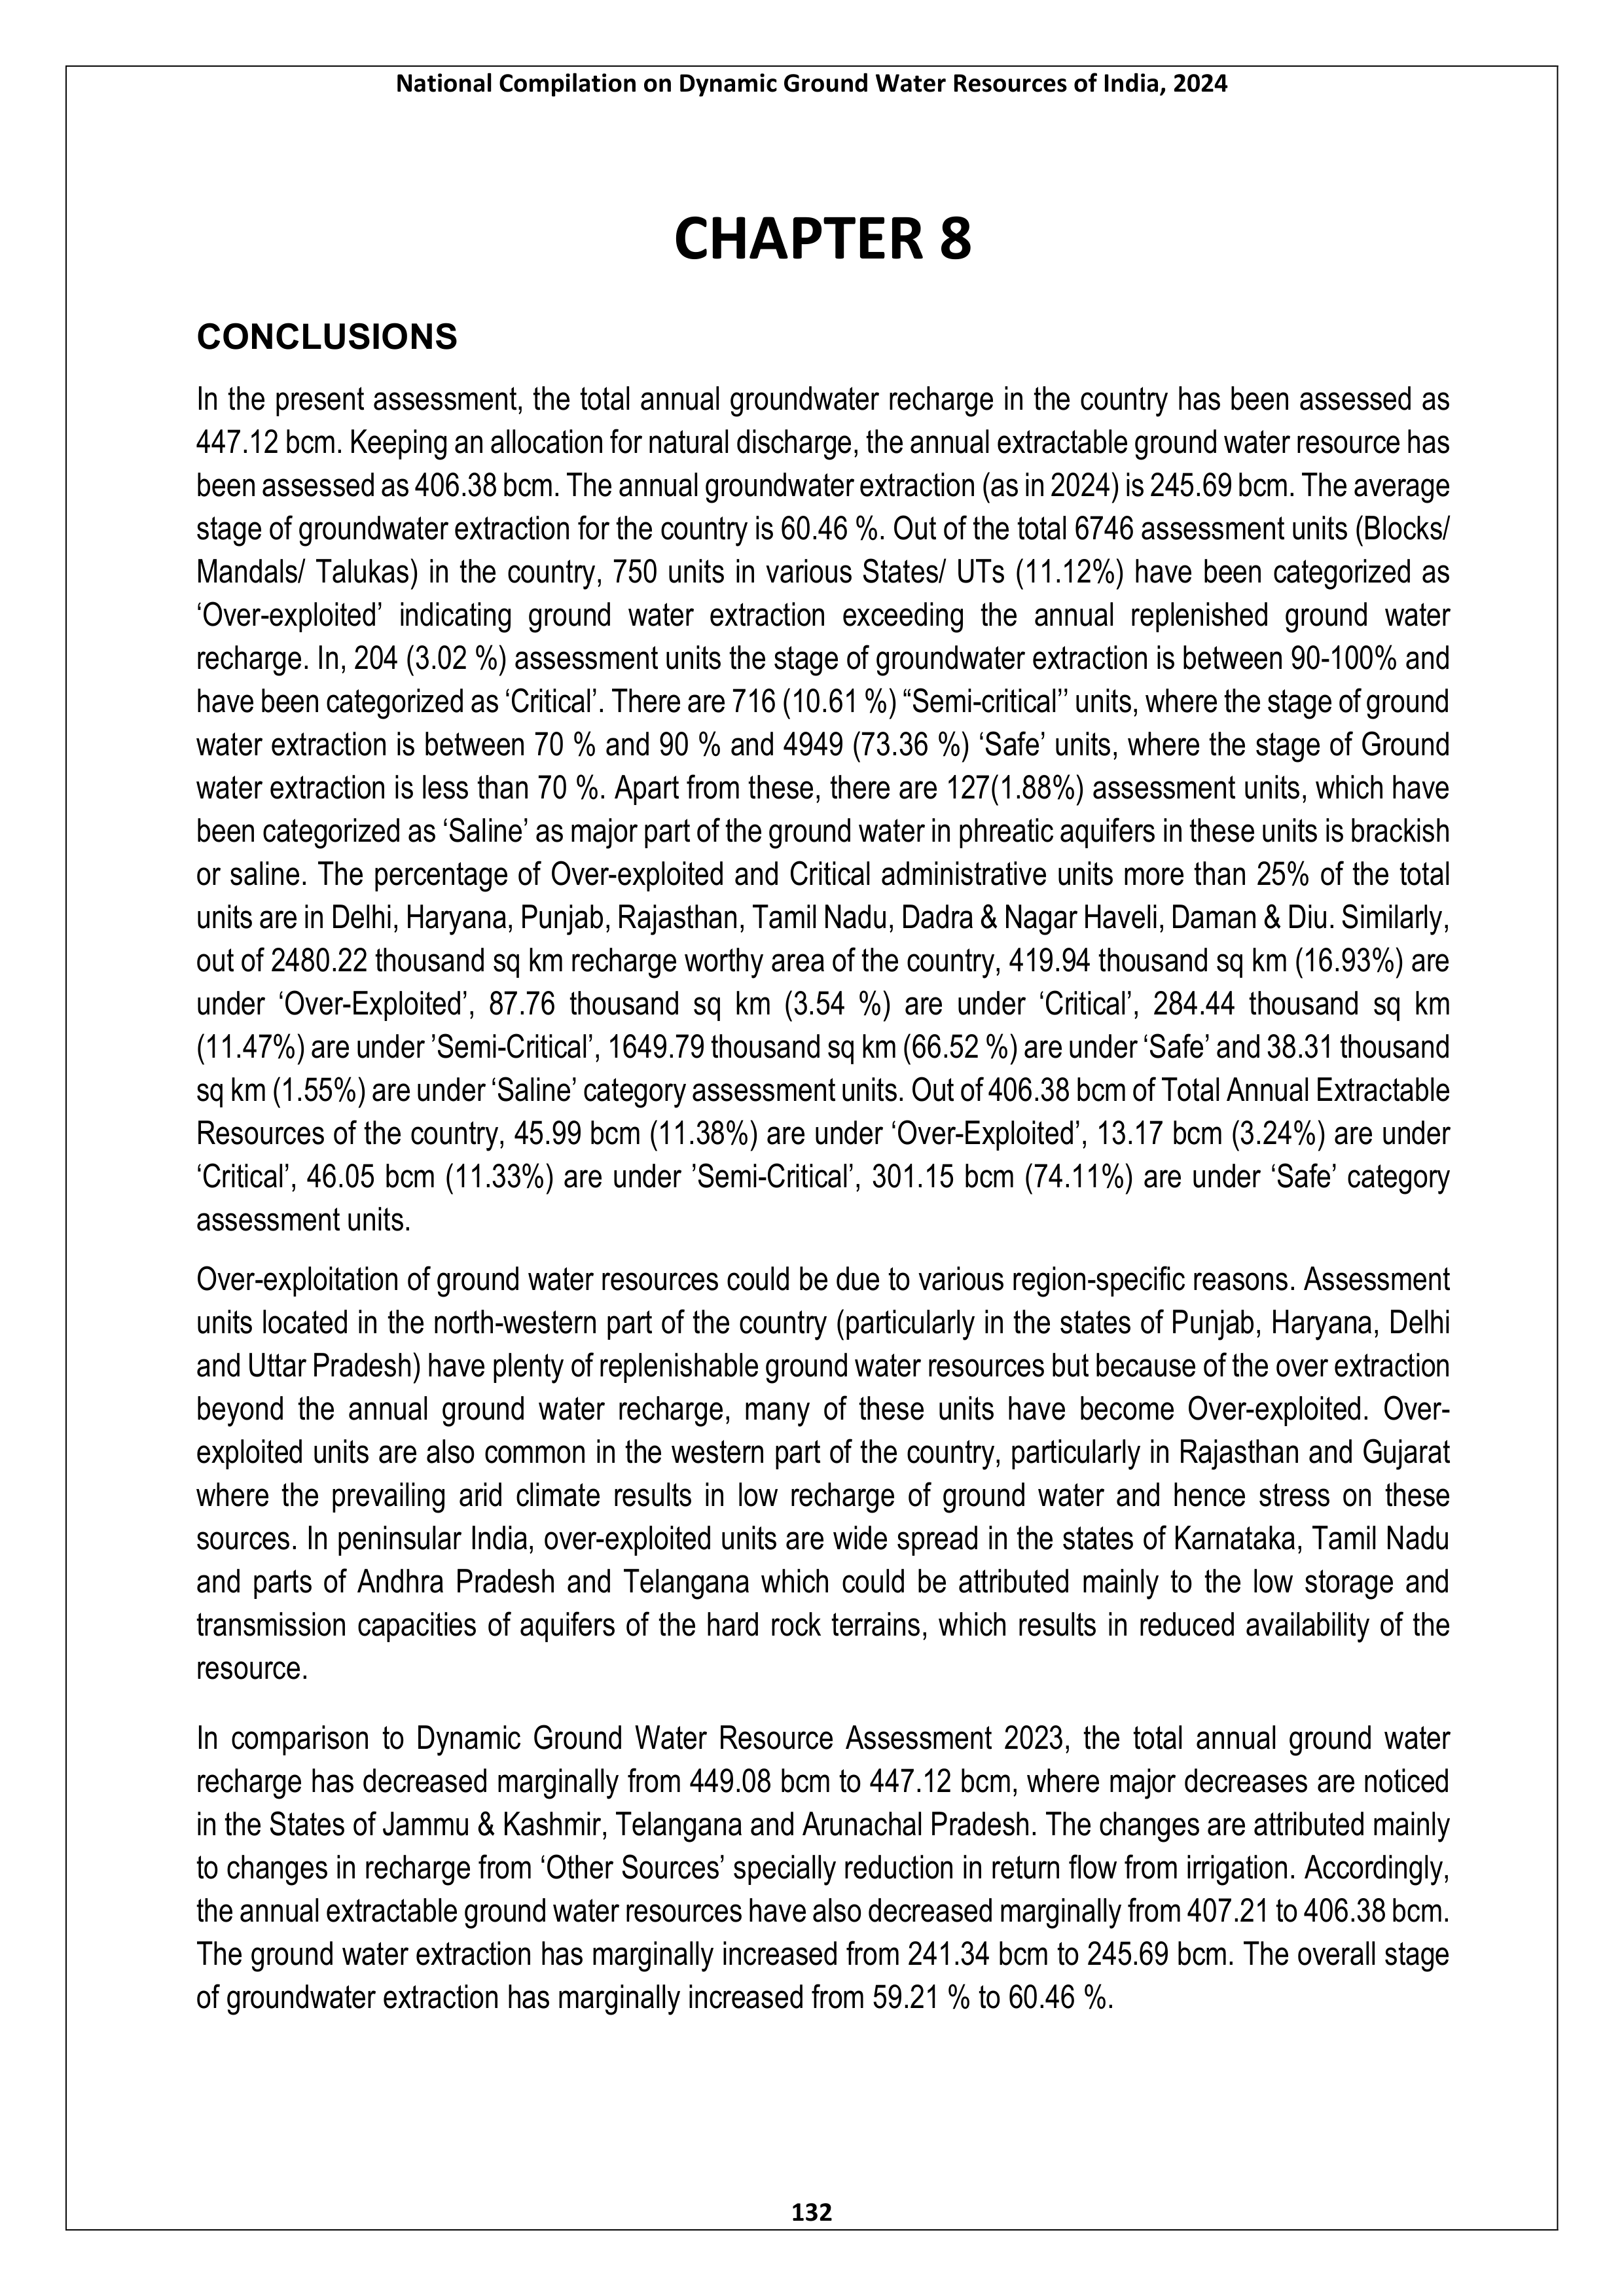 National Compilation on Dynamic Ground Water Resources of India, 2024
CHAPTER 8
CONCLUSIONS
In the present assessment, the total annual groundwater recharge in the country has been assessed as
447.12 bcm. Keeping an allocation for natural discharge, the annual extractable ground water resource has
been assessed as 406.38 bcm. The annual groundwater extraction (as in 2024) is 245.69 bcm. The average
stage of groundwater extraction for the country is 60.46 %. Out of the total 6746 assessment units (Blocks/
Mandals/ Talukas) in the country, 750 units in various States/ UTs (11.12%) have been categorized as
‘Over-exploited’ indicating ground water extraction exceeding the annual replenished ground water
recharge. In, 204 (3.02 %) assessment units the stage of groundwater extraction is between 90-100% and
have been categorized as ‘Critical’. There are 716 (10.61 %) “Semi-critical’’ units, where the stage of ground
water extraction is between 70 % and 90 % and 4949 (73.36 %) ‘Safe’ units, where the stage of Ground
water extraction is less than 70 %. Apart from these, there are 127(1.88%) assessment units, which have
been categorized as ‘Saline’ as major part of the ground water in phreatic aquifers in these units is brackish
or saline. The percentage of Over-exploited and Critical administrative units more than 25% of the total
units are in Delhi, Haryana, Punjab, Rajasthan, Tamil Nadu, Dadra & Nagar Haveli, Daman & Diu. Similarly,
out of 2480.22 thousand sq km recharge worthy area of the country, 419.94 thousand sq km (16.93%) are
under ‘Over-Exploited’, 87.76 thousand sq km (3.54 %) are under ‘Critical’, 284.44 thousand sq km
(11.47%) are under ’Semi-Critical’, 1649.79 thousand sq km (66.52 %) are under ‘Safe’ and 38.31 thousand
sq km (1.55%) are under ‘Saline’ category assessment units. Out of 406.38 bcm of Total Annual Extractable
Resources of the country, 45.99 bcm (11.38%) are under ‘Over-Exploited’, 13.17 bcm (3.24%) are under
‘Critical’, 46.05 bcm (11.33%) are under ’Semi-Critical’, 301.15 bcm (74.11%) are under ‘Safe’ category
assessment units.
Over-exploitation of ground water resources could be due to various region-specific reasons. Assessment
units located in the north-western part of the country (particularly in the states of Punjab, Haryana, Delhi
and Uttar Pradesh) have plenty of replenishable ground water resources but because of the over extraction
beyond the annual ground water recharge, many of these units have become Over-exploited. Over-
exploited units are also common in the western part of the country, particularly in Rajasthan and Gujarat
where the prevailing arid climate results in low recharge of ground water and hence stress on these
sources. In peninsular India, over-exploited units are wide spread in the states of Karnataka, Tamil Nadu
and parts of Andhra Pradesh and Telangana which could be attributed mainly to the low storage and
transmission capacities of aquifers of the hard rock terrains, which results in reduced availability of the
resource.
In comparison to Dynamic Ground Water Resource Assessment 2023, the total annual ground water
recharge has decreased marginally from 449.08 bcm to 447.12 bcm, where major decreases are noticed
in the States of Jammu & Kashmir, Telangana and Arunachal Pradesh. The changes are attributed mainly
to changes in recharge from ‘Other Sources’ specially reduction in return flow from irrigation. Accordingly,
the annual extractable ground water resources have also decreased marginally from 407.21 to 406.38 bcm.
The ground water extraction has marginally increased from 241.34 bcm to 245.69 bcm. The overall stage
of groundwater extraction has marginally increased from 59.21 % to 60.46 %.
132